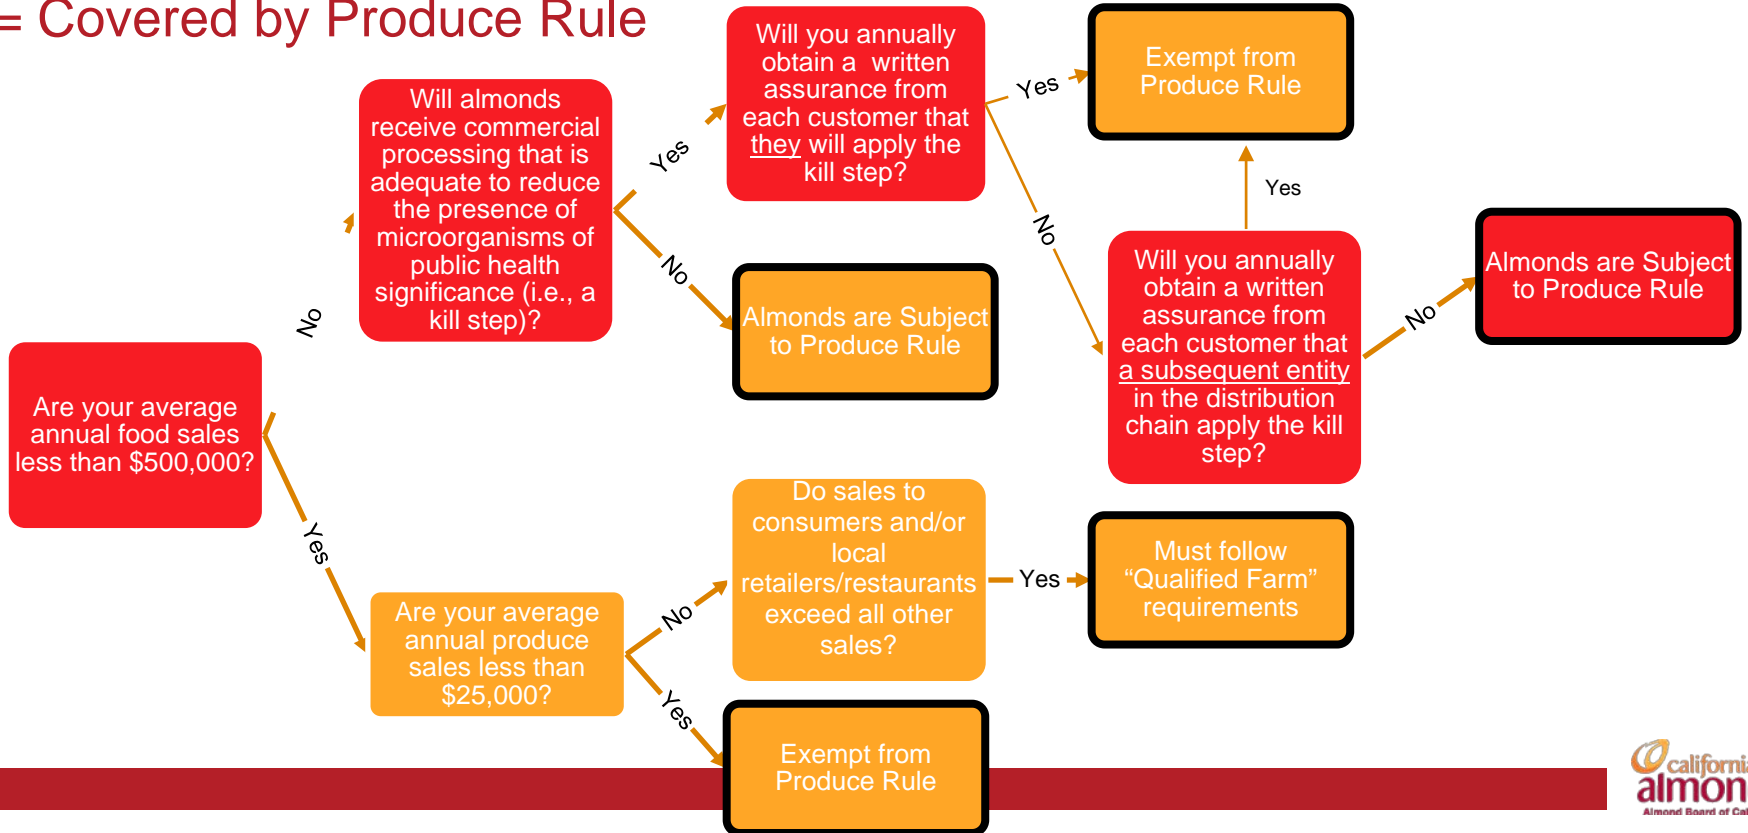 = Covered by Produce Rule
Will you annually
obtain a written
assurance from
each customer that
they will apply the
kill step?
Exempt from
Produce Rule
Will almonds
receive commercial
processing that is
adequate to reduce
the presence of
microorganisms of
public health
significance (i.e., a
kill step)?
Yes
Yes
Yes
No
No
No
No
Almonds are Subject
to Produce Rule
Will you annually
obtain a written
assurance from
each customer that
a subsequent entity
in the distribution
chain apply the kill
step?
Almonds are Subject
to Produce Rule
Are your average
annual food sales
less than $500,000?
Yes
Are your average
annual produce
sales less than
$25,000?
No
Yes
Do sales to
consumers and/or
local
retailers/restaurants
exceed all other
sales?
Yes
Must follow
“Qualified Farm”
requirements
Exempt from
Produce Rule
california
almon
Almond Board of Cal